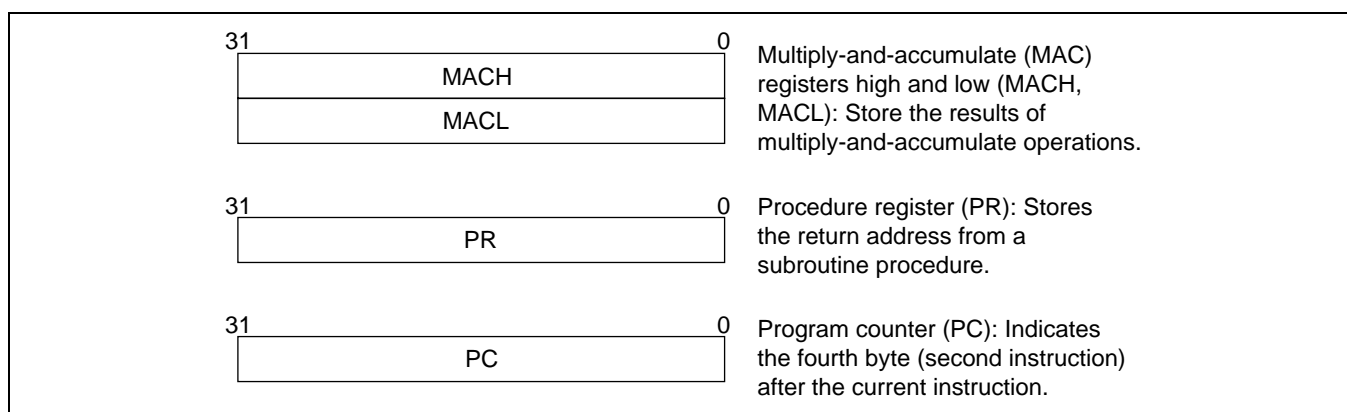 31 0
MACH
MACL
Multiply-and-accumulate (MAC)
registers high and low (MACH,
MACL): Store the results of
multiply-and-accumulate operations.
31 0
PR
Procedure register (PR): Stores
the return address from a
subroutine procedure.
31 0
PC
Program counter (PC): Indicates
the fourth byte (second instruction)
after the current instruction.